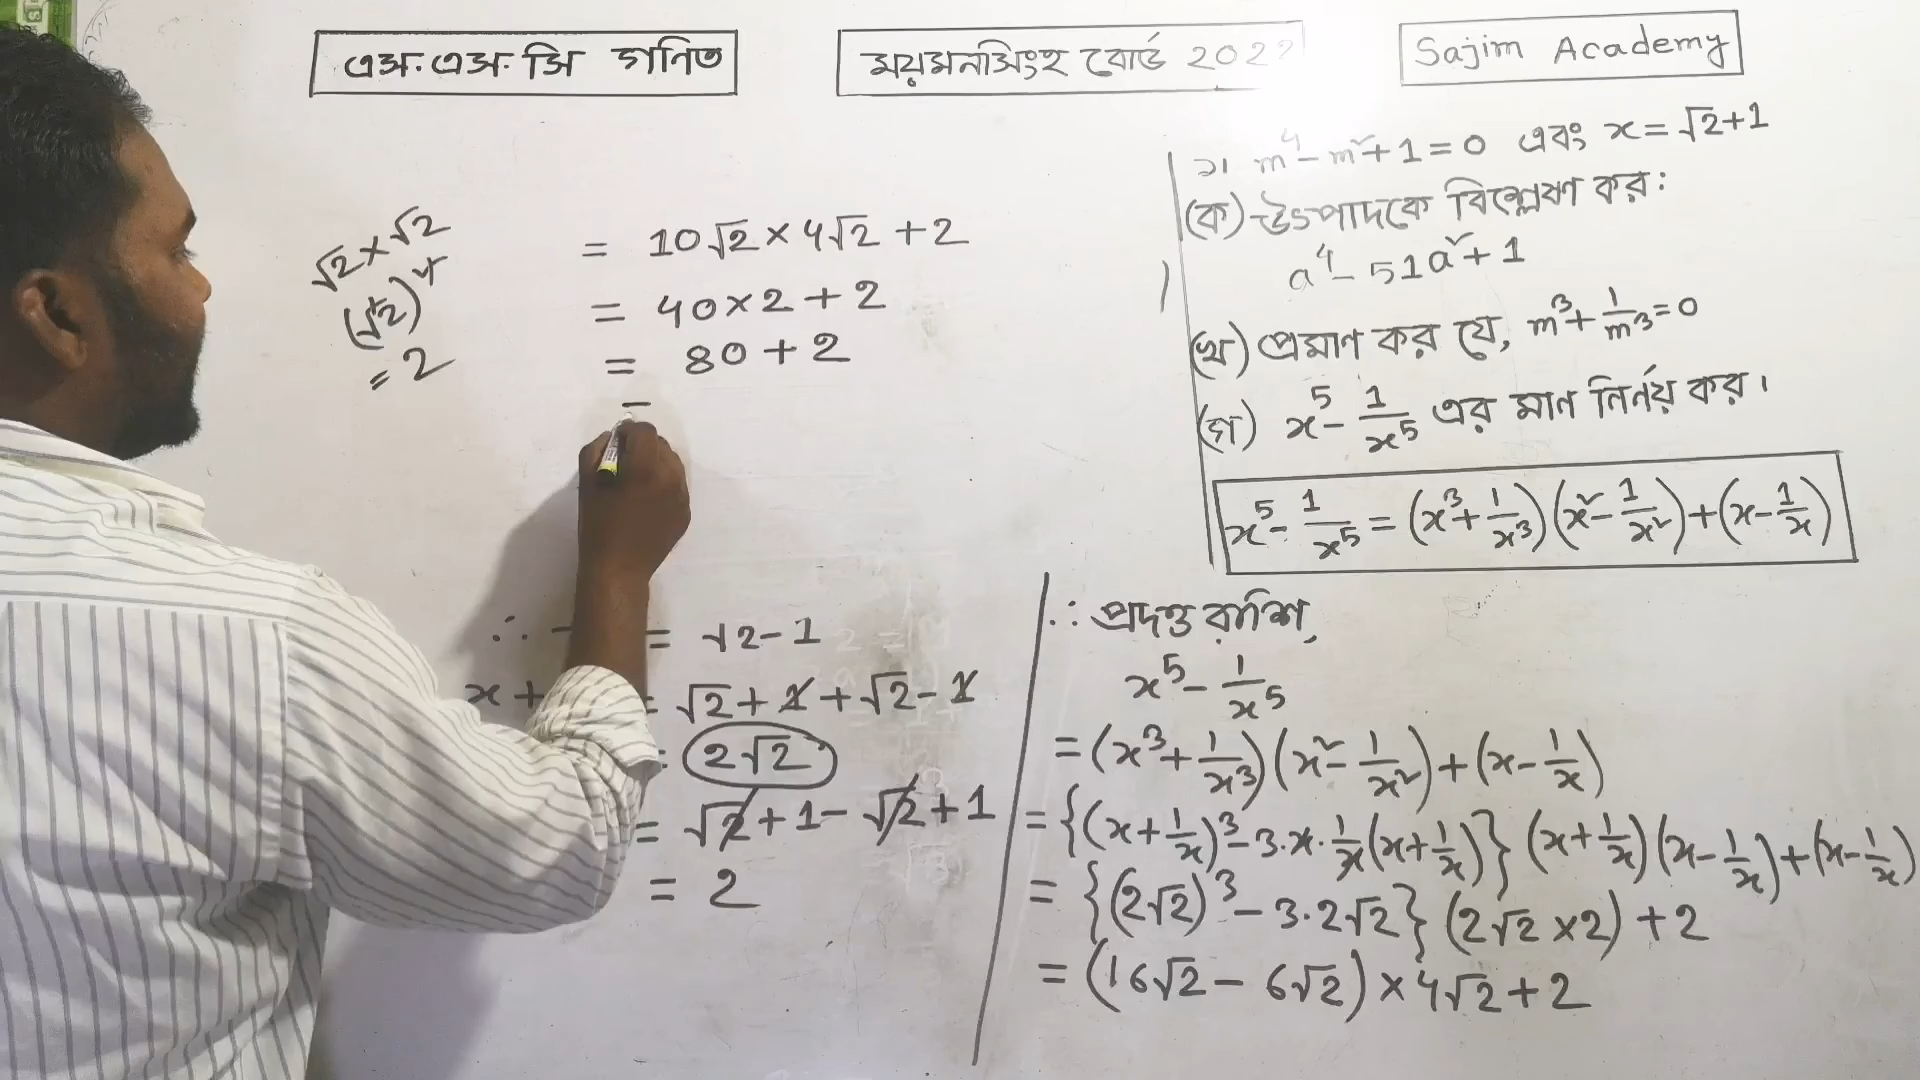 এস.এস.সি গনিত
ময়মনসিংহ বোর্ড 202
Sajim Academy
১। m⁴-m²+1=0 এবং x=√2+1
(ক) উৎপাদকে বিশ্লেষণ কর:
a⁴-51a²+1
(খ) প্রমাণ কর যে, m³+1/m³=0
(গ) x⁵-1/x⁵ এর মান নির্ণয় কর।
x⁵-1/x⁵=(x³+1/x³)(x²-1/x²)+(x-1/x)
√2×√2
(√2)²
=2
= 10√2×4√2+2
= 40×2+2
= 80+2
=
∴ = √2-1
x+ = √2+1+√2-1
: 2√2
= √2+1-√2+1
= 2
∴ প্রদত্ত রাশি,
x⁵-1/x⁵
=(x³+1/x³)(x²-1/x²)+(x-1/x)
={(x+1/x)³-3.x.1/x(x+1/x)}(x+1/x)(x-1/x)+(x-1/x)
={(2√2)³-3.2√2}(2√2×2)+2
=(16√2-6√2)×4√2+2